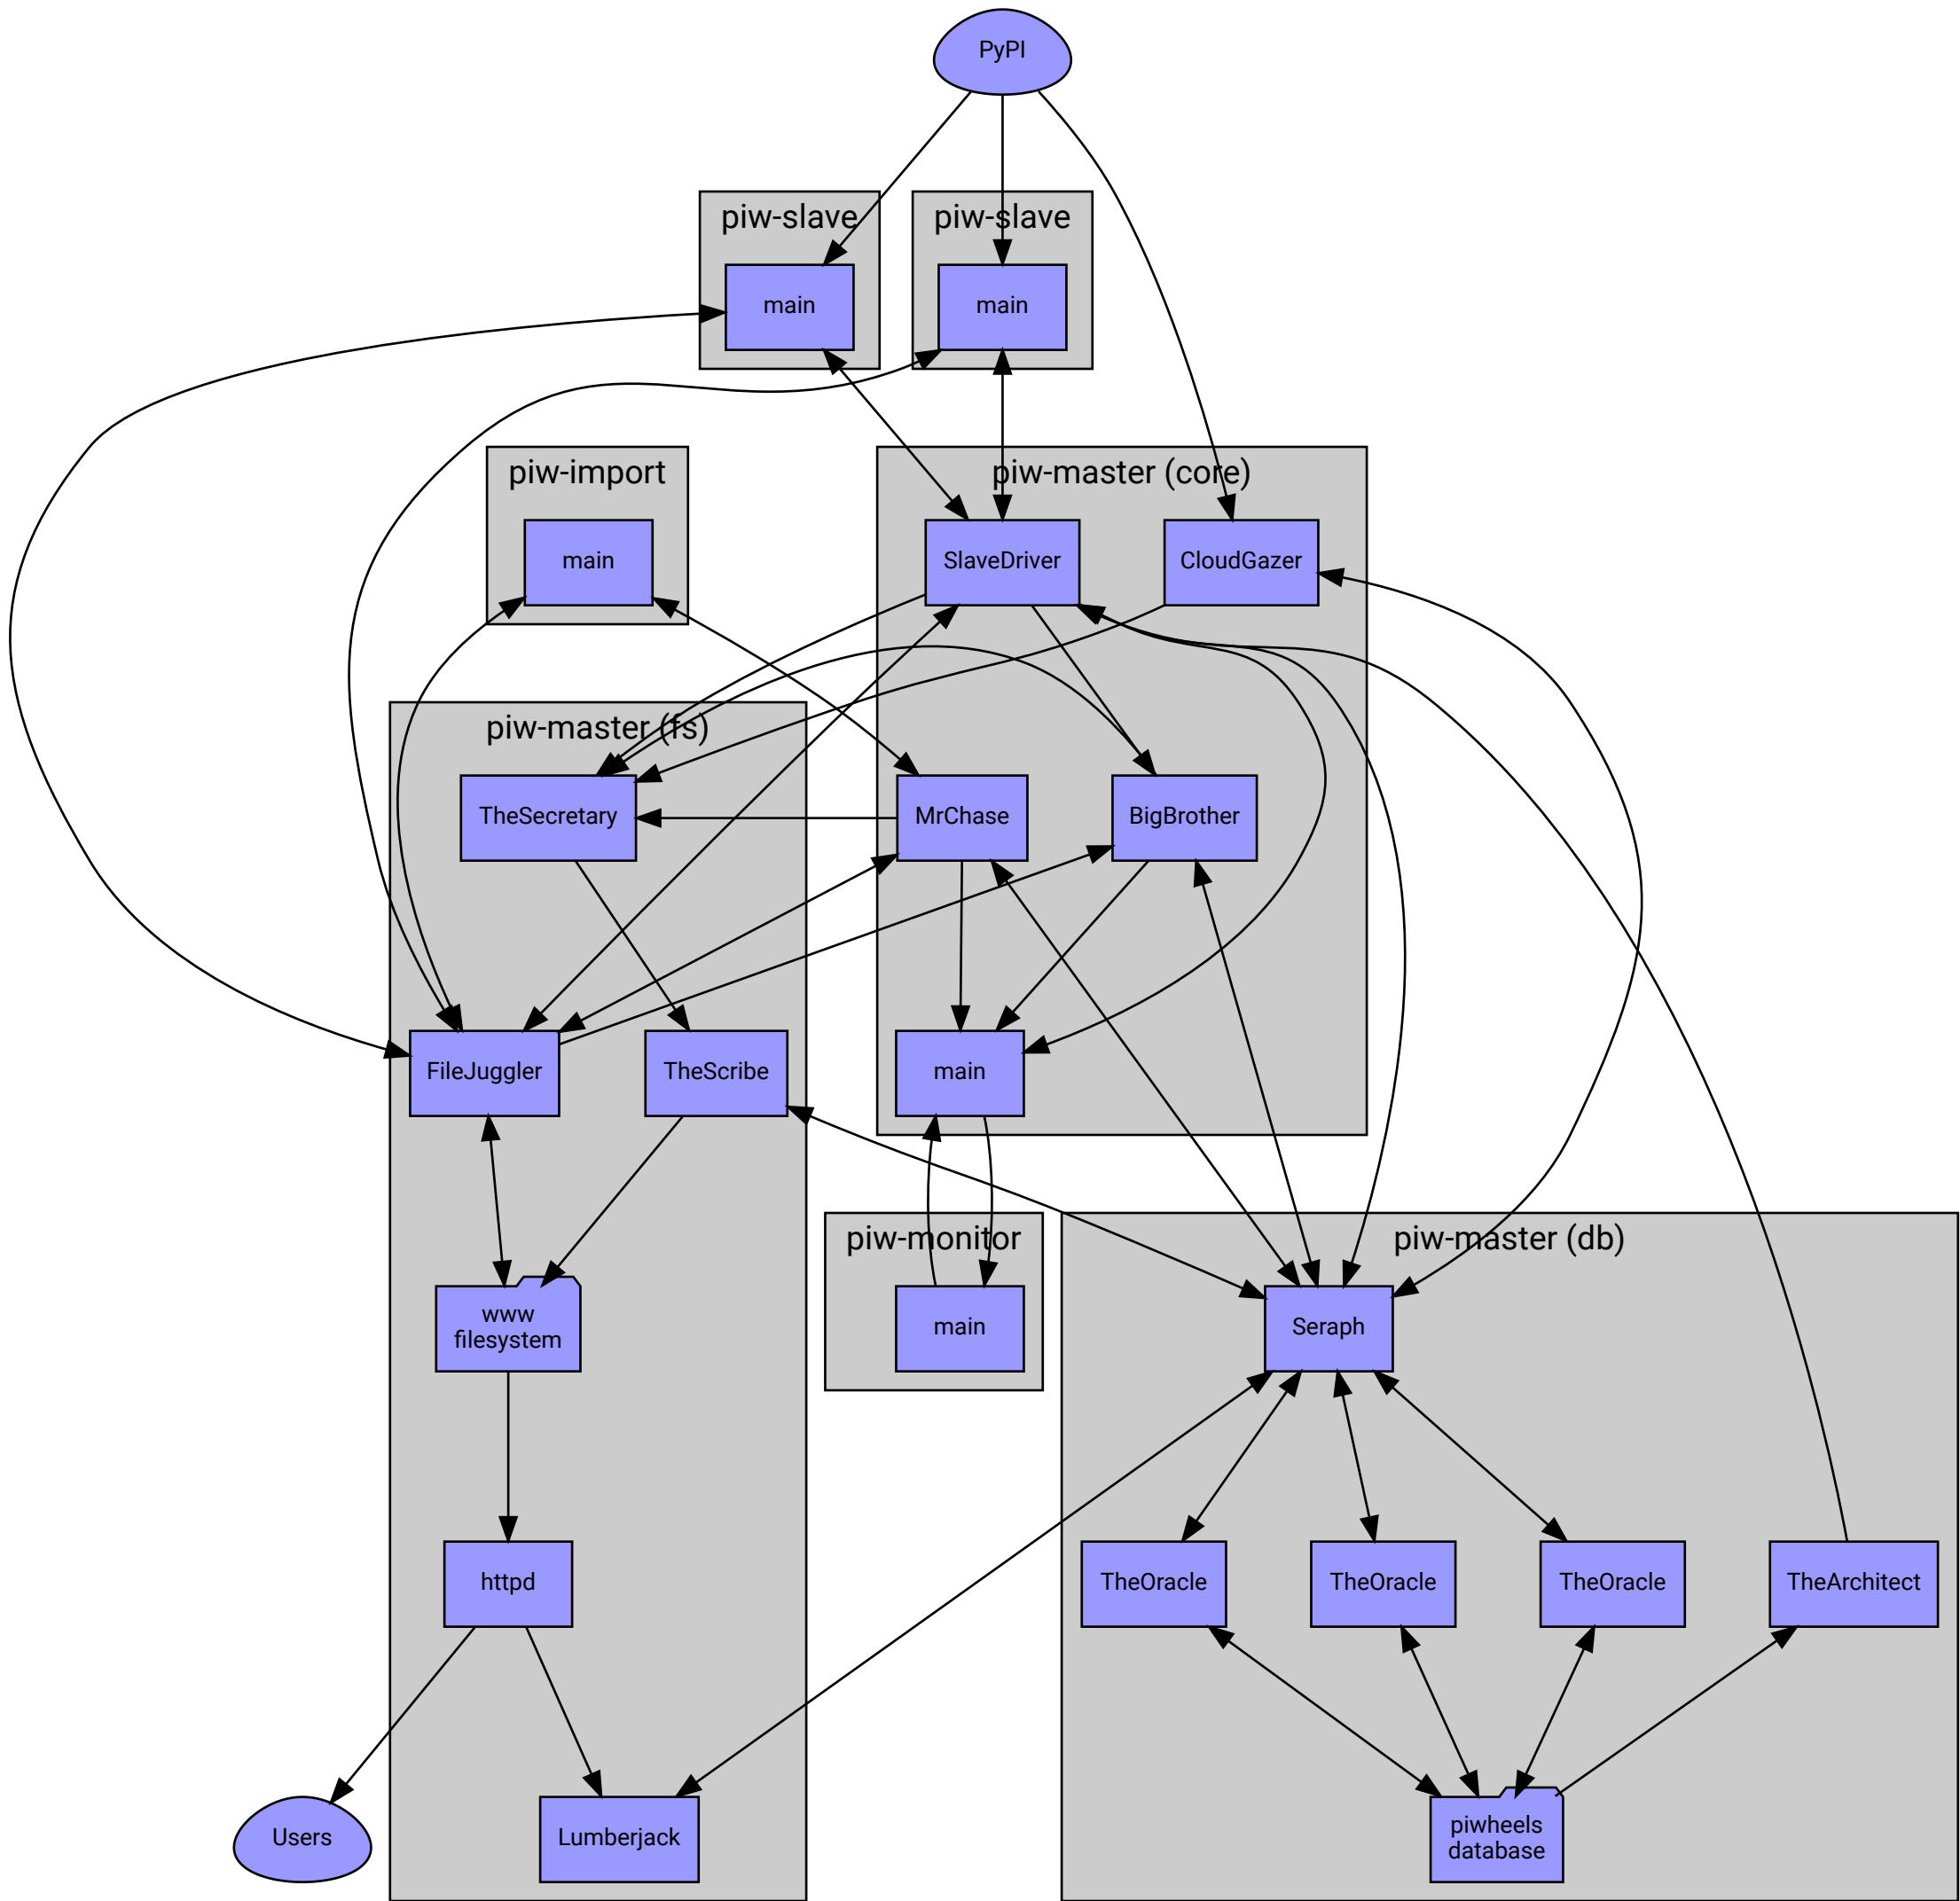 PyPI
piw-slave
piw-slave
main
main
piw-import
piw-master (core)
main
SlaveDriver
CloudGazer
piw-master (fs)
TheSecretary
MrChase
BigBrother
FileJuggler
TheScribe
main
piw-monitor
piw-master (db)
www
filesystem
main
Seraph
httpd
TheOracle
TheOracle
TheOracle
TheArchitect
Users
Lumberjack
piwheels
database